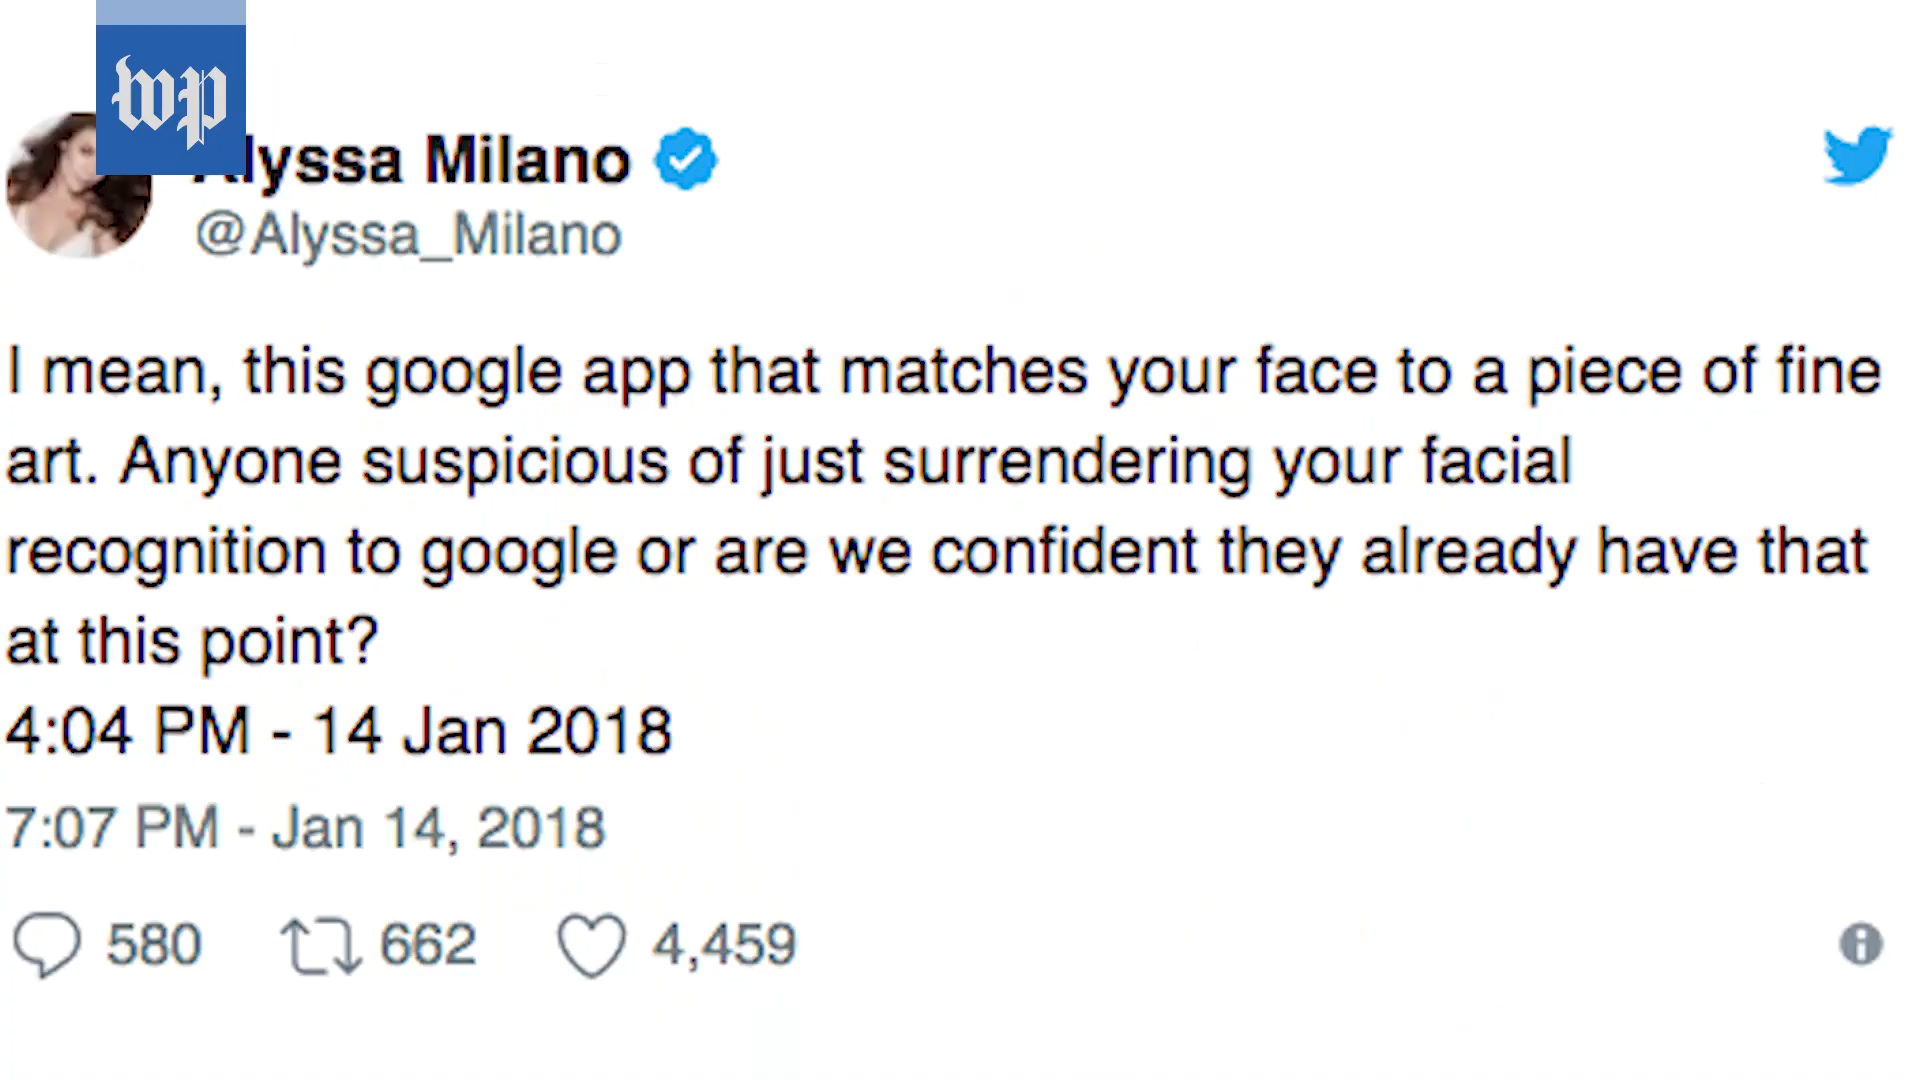 wp
Alyssa Milano
@Alyssa_Milano
I mean, this google app that matches your face to a piece of fine
art. Anyone suspicious of just surrendering your facial
recognition to google or are we confident they already have that
at this point?
4:04 PM - 14 Jan 2018
7:07 PM - Jan 14, 2018
580 662 4,459